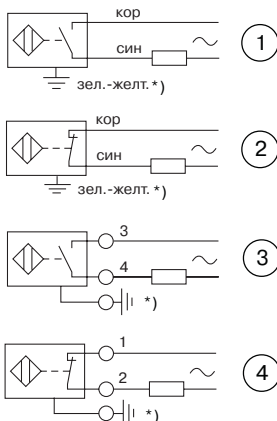 кор
син
1
зел.-желт. *)
кор
син
2
зел.-желт. *)
3
4
3
*)
1
2
4
*)